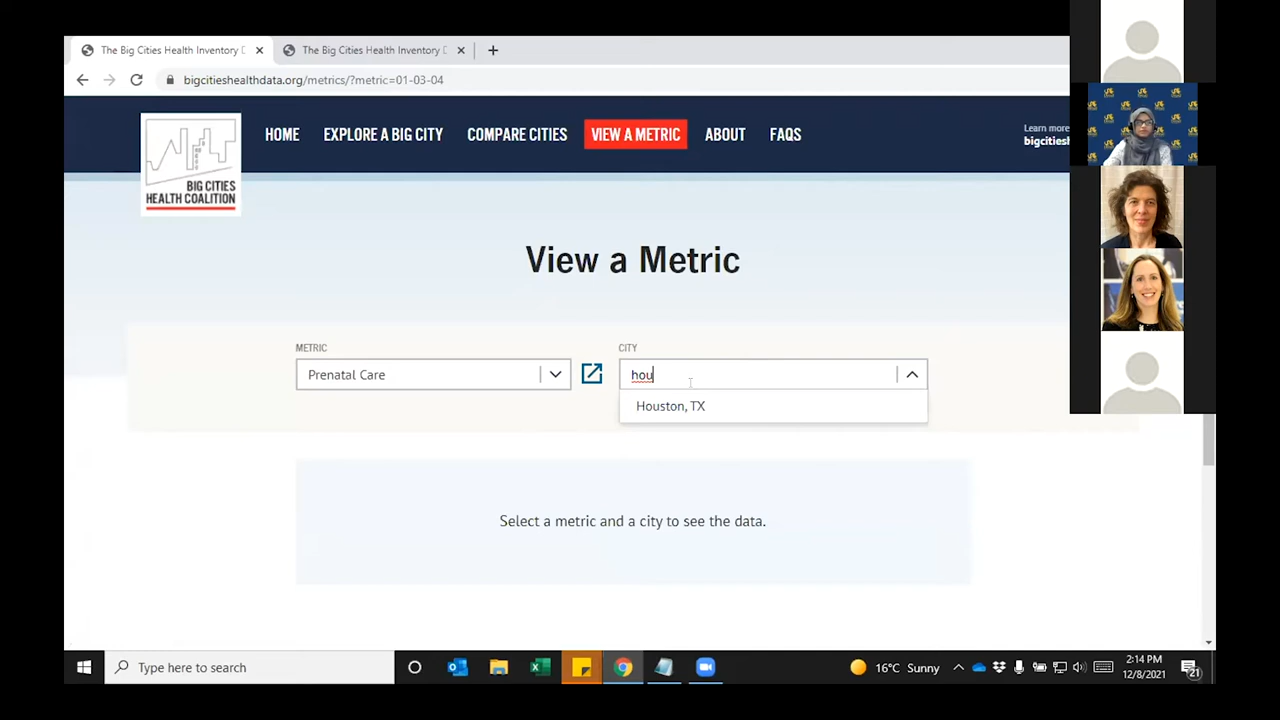 The Big Cities Health Inventory D
The Big Cities Health Inventory D
bigcitieshealthdata.org/metrics/?metric=01-03-04
BIG CITIES
HEALTH COALITION
HOME
EXPLORE A BIG CITY
COMPARE CITIES
VIEW A METRIC
ABOUT
FAQS
Learn more
bigcitiesh
View a Metric
METRIC
CITY
Prenatal Care
hou
Houston, TX
Select a metric and a city to see the data.
Type here to search
16°C Sunny
2:14 PM
12/8/2021
21